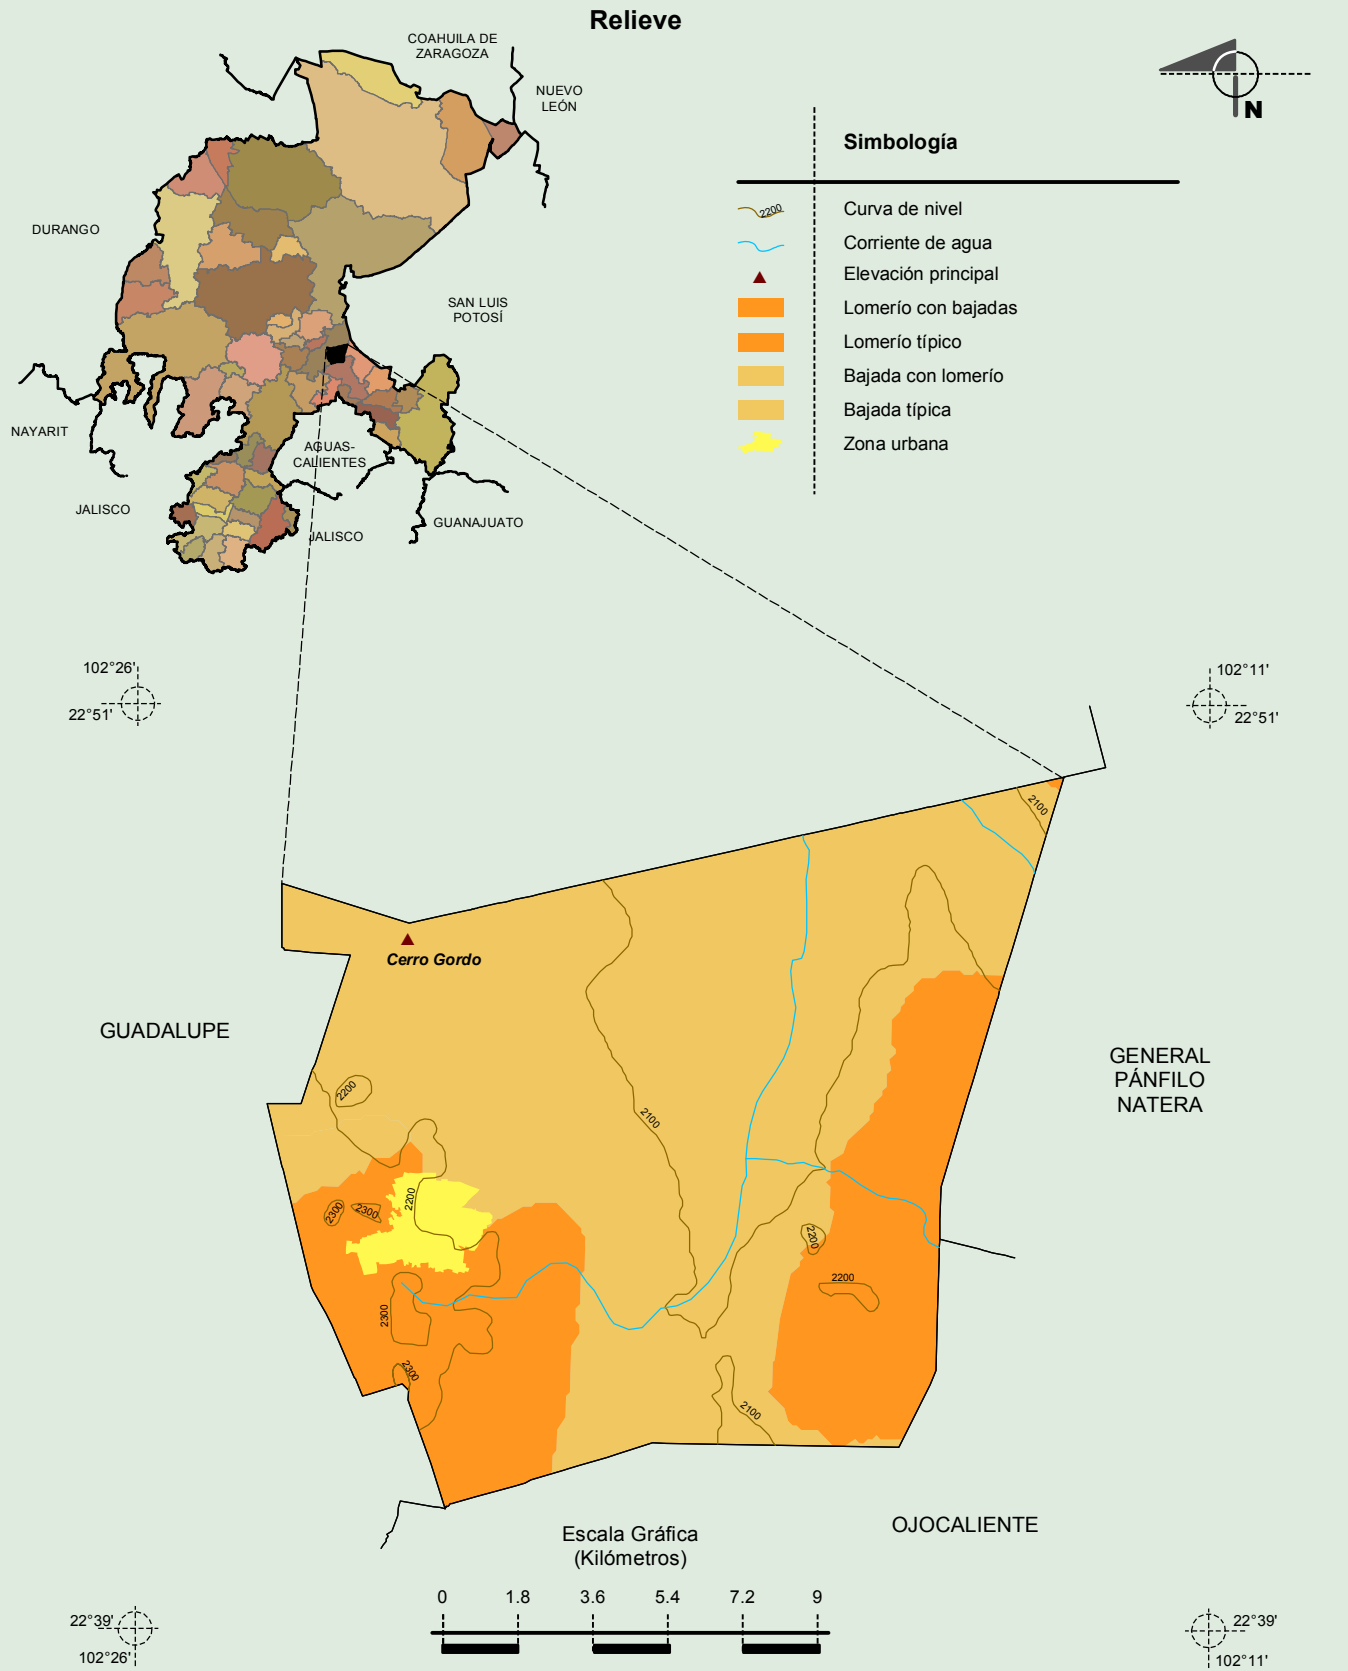 Relieve
COAHUILA DE
ZARAGOZA
NUEVO
LEÓN
DURANGO
SAN LUIS
POTOSÍ
NAYARIT
AGUAS-
CALIENTES
JALISCO
JALISCO
GUANAJUATO
N
Simbología
2200
Curva de nivel
Corriente de agua
Elevación principal
Lomerío con bajadas
Lomerío típico
Bajada con lomerío
Bajada típica
Zona urbana
102°26'
22°51'
102°11'
22°51'
2100
Cerro Gordo
GUADALUPE
GENERAL
PÁNFILO
NATERA
2200
2100
2200
2300
2300
2200
2200
2300
2300
2100
OJOCALIENTE
Escala Gráfica
(Kilómetros)
0 1.8 3.6 5.4 7.2 9
22°39'
102°26'
22°39'
102°11'